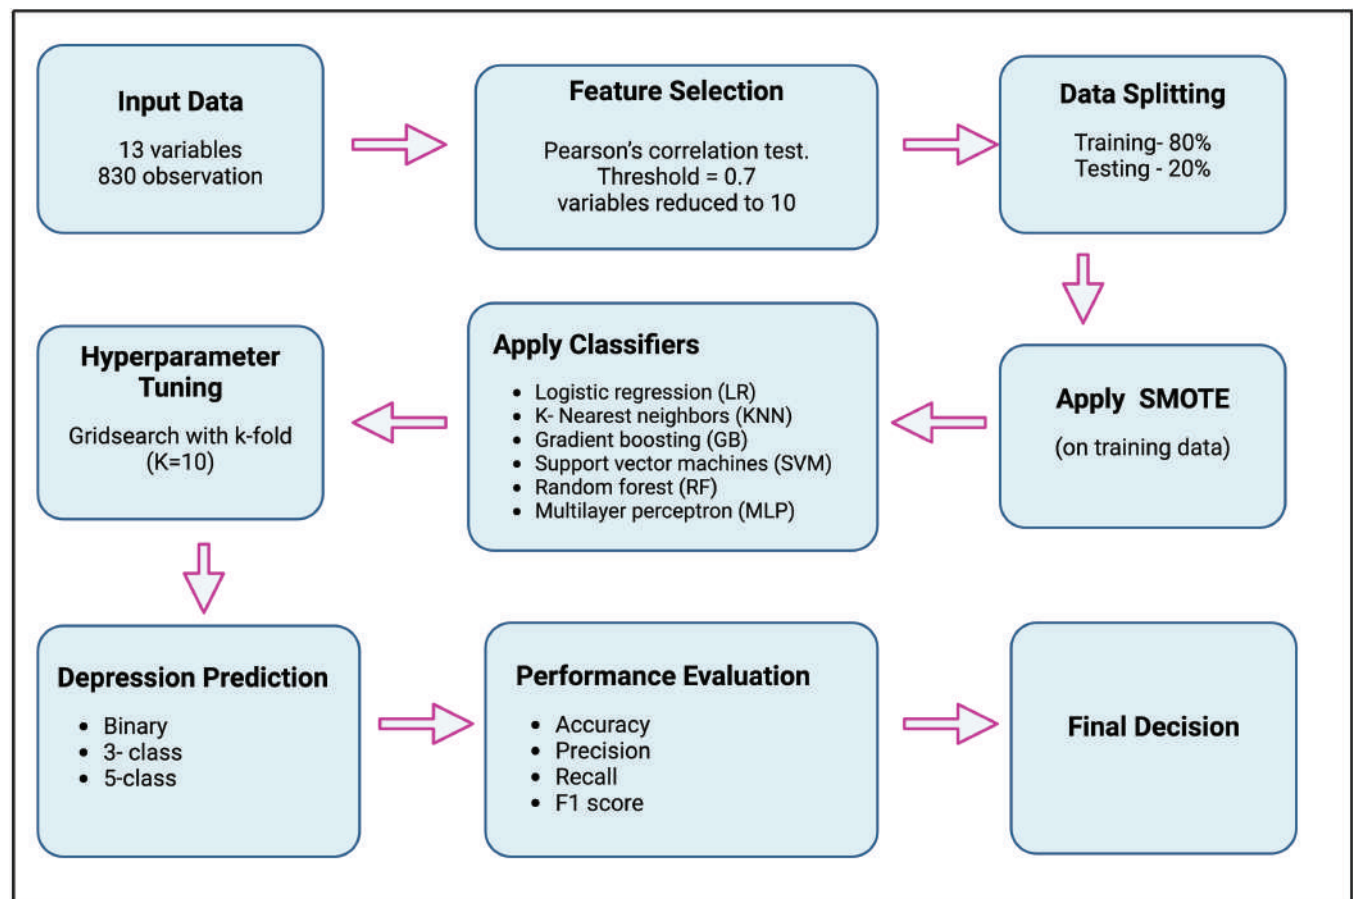 Input Data
13 variables
830 observation
Feature Selection
Pearson's correlation test.
Threshold = 0.7
variables reduced to 10
Data Splitting
Training- 80%
Testing - 20%
Apply  SMOTE
(on training data)
Apply Classifiers
• Logistic regression (LR)
• K- Nearest neighbors (KNN)
• Gradient boosting (GB)
• Support vector machines (SVM)
• Random forest (RF)
• Multilayer perceptron (MLP)
Hyperparameter
Tuning
Gridsearch with k-fold
(K=10)
Depression Prediction
• Binary
• 3- class
• 5-class
Performance Evaluation
• Accuracy
• Precision
• Recall
• F1 score
Final Decision